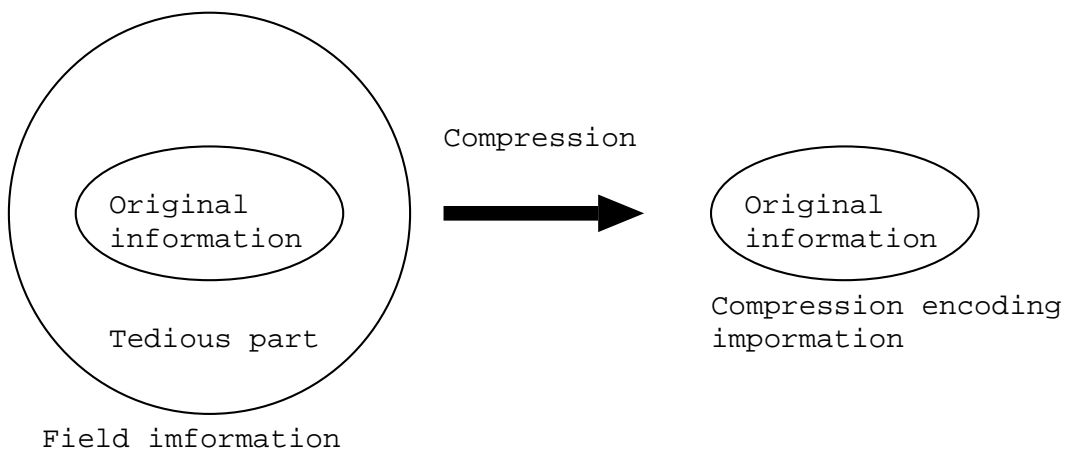 Compression
Original
information
Original
information
Compression encoding
impormation
Tedious part
Field imformation